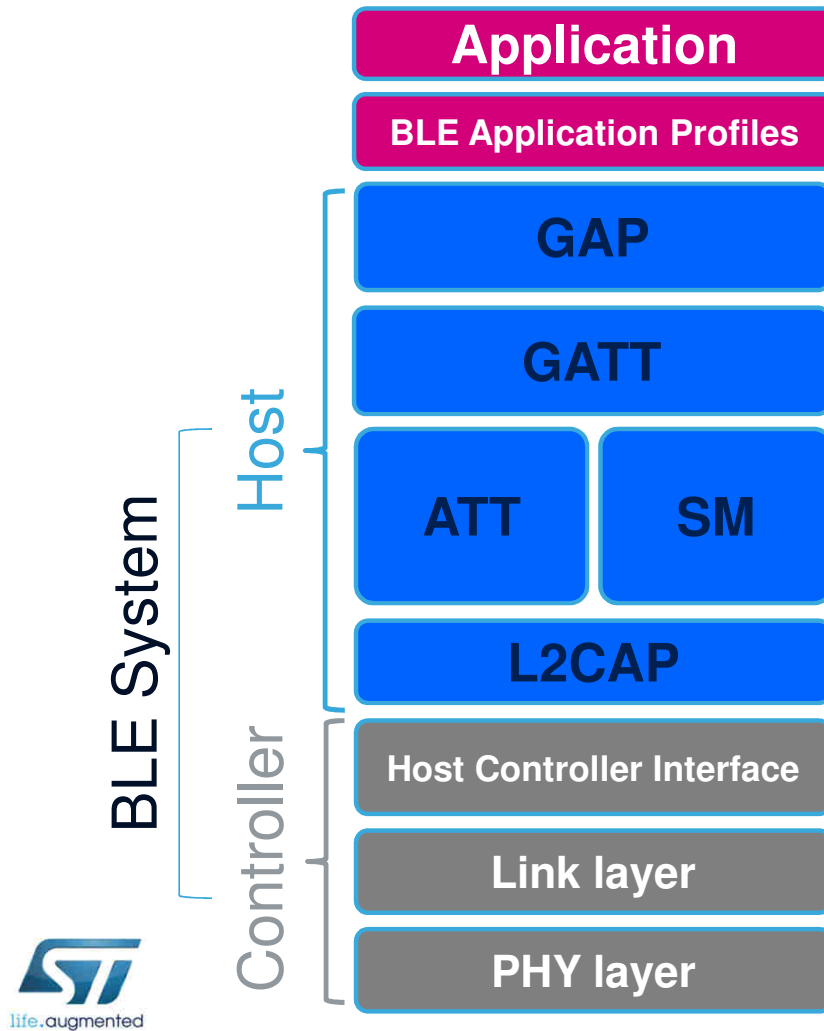 Application
BLE Application Profiles
GAP
GATT
ATT
SM
L2CAP
Host Controller Interface
Link layer
PHY layer
Host
Controller
BLE System
ST
life.augmented